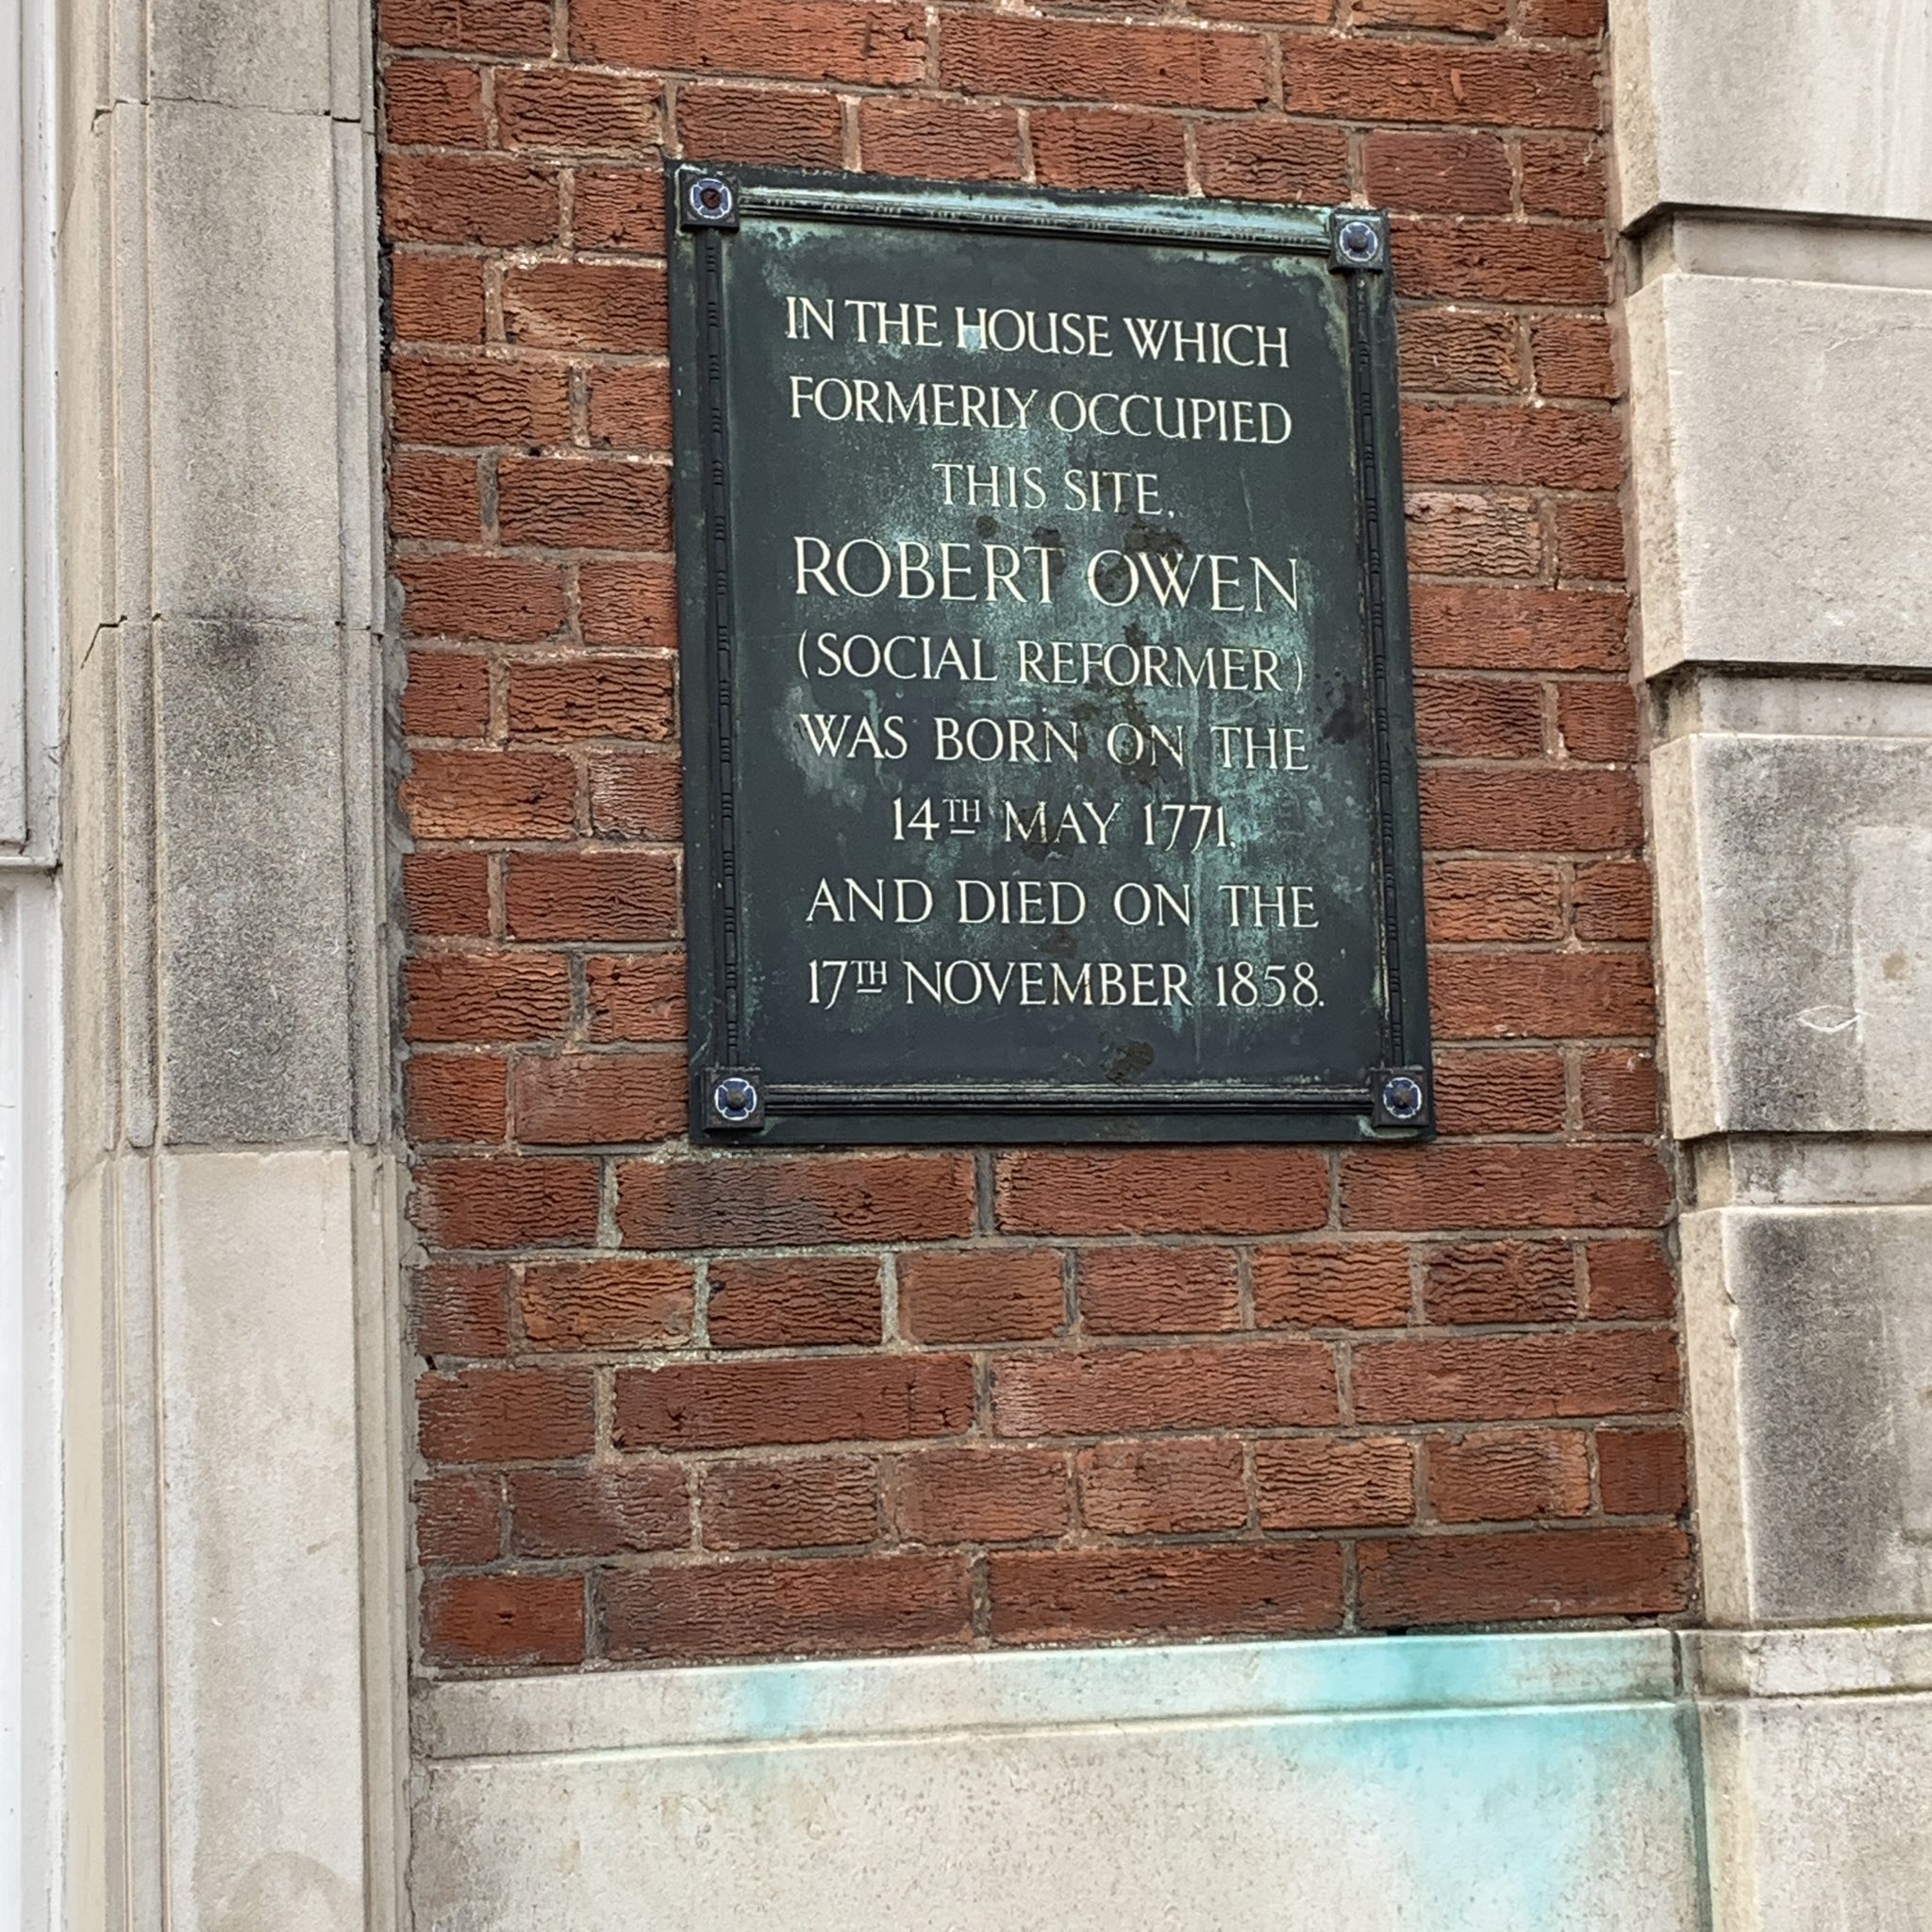 IN THE HOUSE WHICH
FORMERLY OCCUPIED
THIS SITE,
ROBERT OWEN
(SOCIAL REFORMER)
WAS BORN ON THE
14TH MAY 1771,
AND DIED ON THE
17TH NOVEMBER 1858.